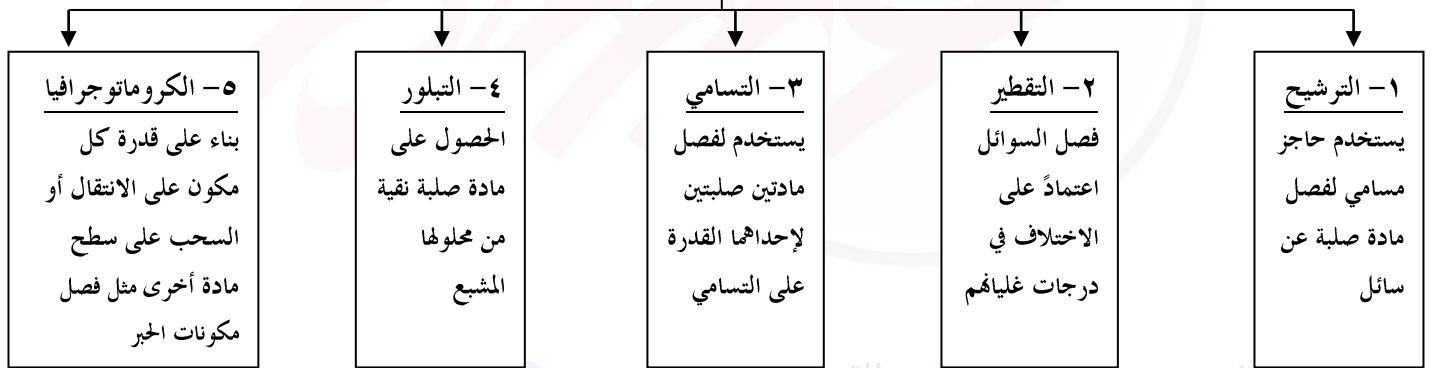 ١- الترشيح
يستخدم حاجز
مسامي لفصل
مادة صلبة عن
سائل
٢- التقطير
فصل السوائل
اعتمادً على
الاختلاف في
درجات غليانهم
٣- التسامي
يستخدم لفصل
مادتين صلبتين
لإحداهما القدرة
على التسامي
٤- التبلور
الحصول على
مادة صلبة نقية
من محلولها
المشبع
٥- الكروماتوجرافيا
بناء على قدرة كل
مكون على الانتقال أو
السحب على سطح
مادة أخرى مثل فصل
مكونات الحبر